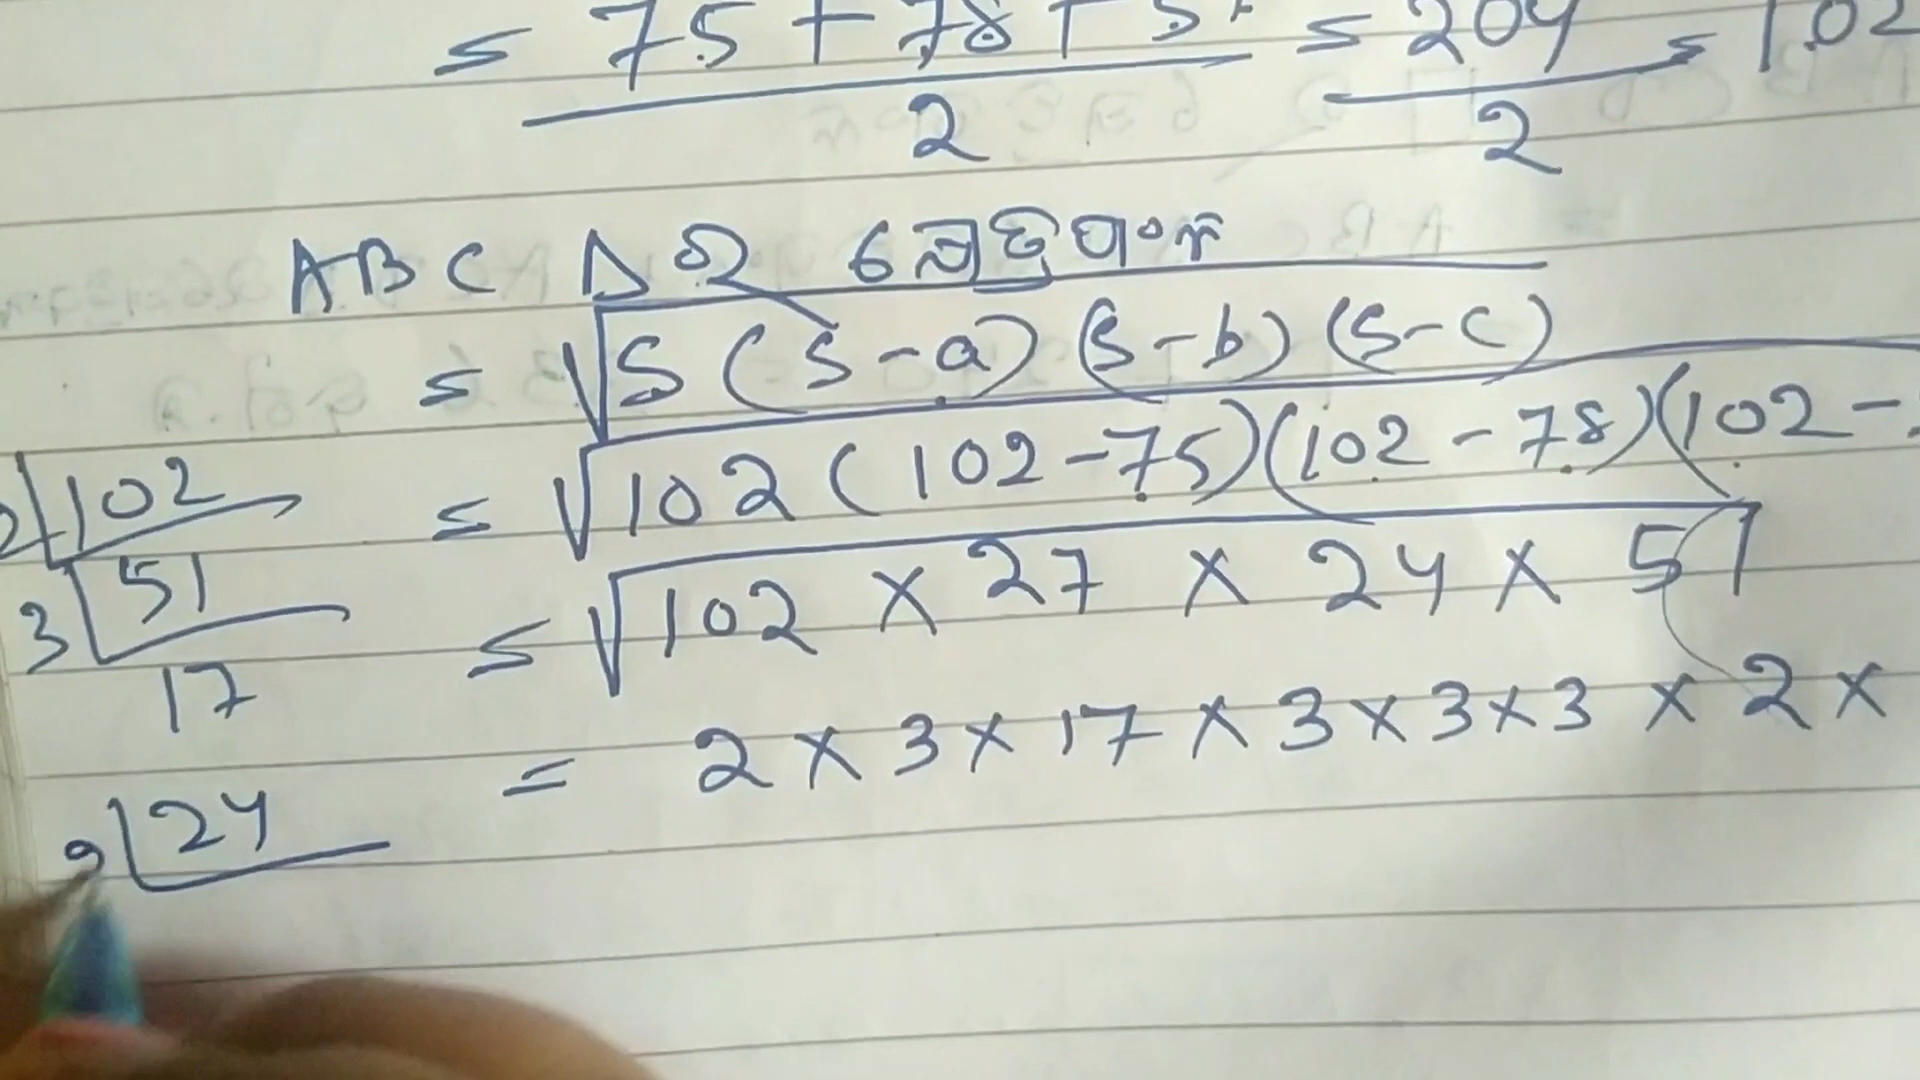 = 75 + 78 + 51 / 2 = 204 / 2 = 102
ABC Δର କ୍ଷେତ୍ରଫଳ
= √S(S-a)(S-b)(S-c)
= √102(102-75)(102-78)(102-
= √102 × 27 × 24 × 51
= 2 × 3 × 17 × 3 × 3 × 3 × 2 ×
2 | 102
3 | 51
17
2 | 24